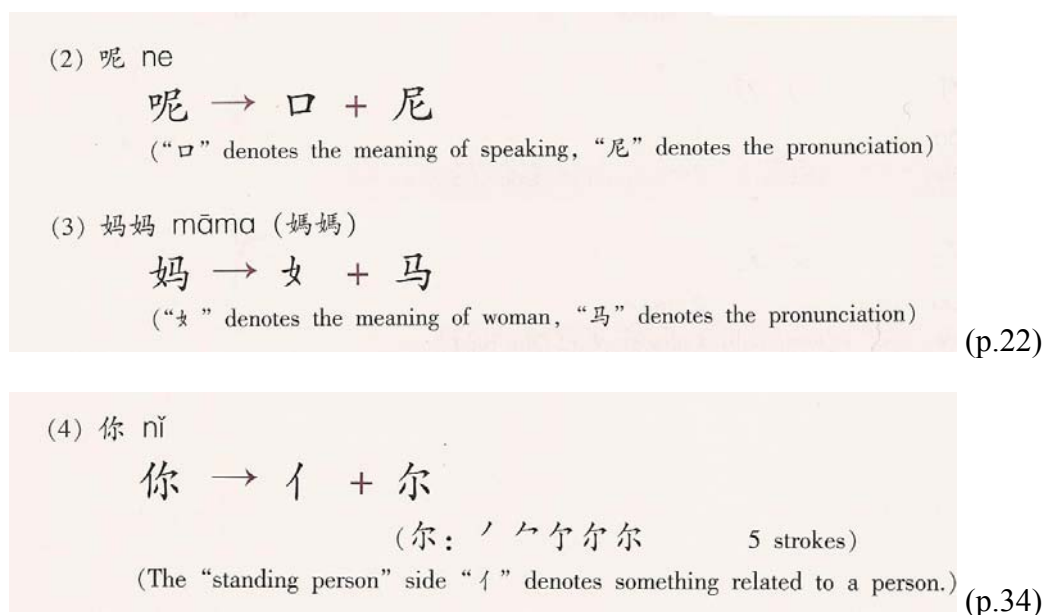 (2) 呢 ne
呢 → 口 + 尼
(“口” denotes the meaning of speaking, “尼” denotes the pronunciation)
(3) 妈妈 māma (媽媽)
妈 → 女 + 马
(“女” denotes the meaning of woman, “马” denotes the pronunciation)
(p.22)
(4) 你 nǐ
你 → 亻 + 尔
(尔: 丿 𠂉 尔 尔 5 strokes)
(The “standing person” side “亻” denotes something related to a person.)
(p.34)